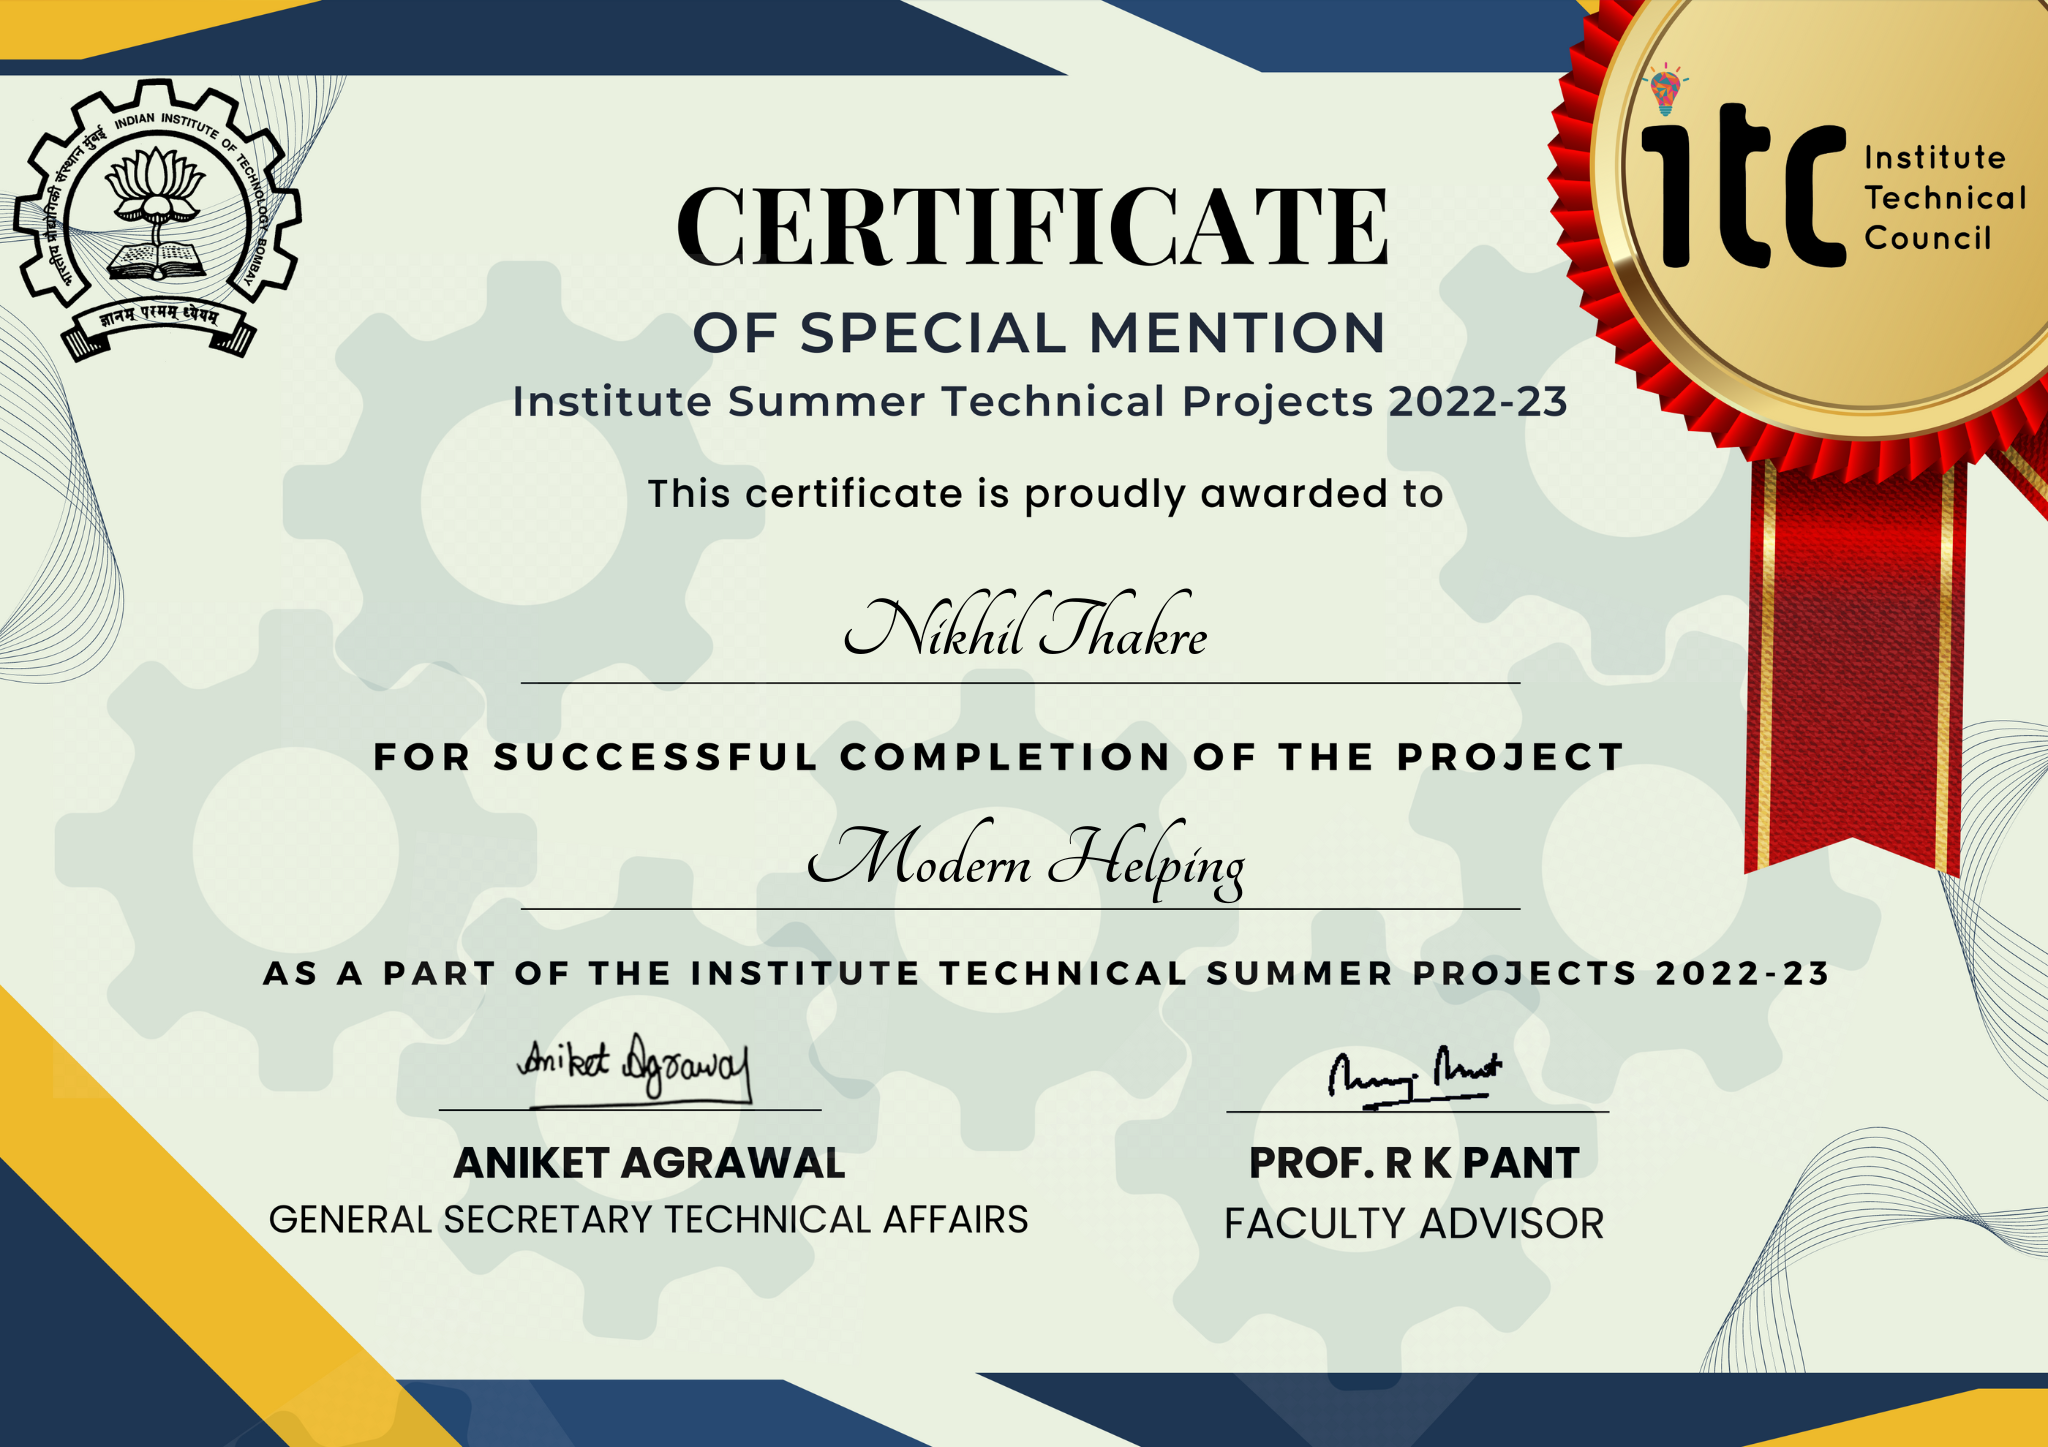 भारतीय प्रौद्योगिकी संस्थान मुंबई
INDIAN INSTITUTE OF TECHNOLOGY BOMBAY
ज्ञानम् परमम् ध्येयम्
itc
Institute
Technical
Council
CERTIFICATE
OF SPECIAL MENTION
Institute Summer Technical Projects 2022-23
This certificate is proudly awarded to
Nikhil Thakre
FOR SUCCESSFUL COMPLETION OF THE PROJECT
Modern Helping
AS A PART OF THE INSTITUTE TECHNICAL SUMMER PROJECTS 2022-23
Aniket Agrawal
ANIKET AGRAWAL
GENERAL SECRETARY TECHNICAL AFFAIRS
PROF. R K PANT
FACULTY ADVISOR